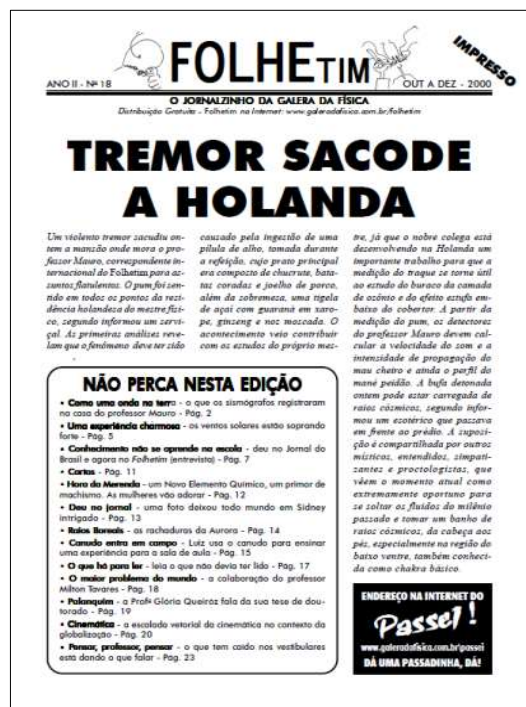 FOLHETIM
IMPRESSO
ANO II - Nº 18
OUT A DEZ - 2000
O JORNALZINHO DA GALERA DA FÍSICA
Distribuição Gratuita - Folhetim na Internet: www.galeradafisica.com.br/folhetim
TREMOR SACODE
A HOLANDA
Um violento tremor sacudiu on-
tem a mansão onde mora o pro-
fessor Mauro, correspondente in-
ternacional do Folhetim para as-
suntos flatulentos. O pum foi sen-
tido em todos os pontos da resi-
dência holandesa do mestre físi-
co, segundo informou um servi-
çal. As primeiras análises reve-
lam que o fenômeno deve ter sido
causado pela ingestão de uma
pílula de alho, tomada durante
a refeição, cujo prato principal
era composto de chucrute, bata-
tas coradas e joelho de porco,
além da sobremesa, uma tigela
de açaí com guaraná em xaro-
pe, ginzeng e noz moscada. O
acontecimento veio contribuir
com os estudos do próprio mes-
tre, já que o nobre colega está
desenvolvendo na Holanda um
importante trabalho para que a
medição do traque se torne útil
ao estudo do buraco da camada
de ozônio e do efeito estufa em-
baixo do cobertor. A partir da
medição do pum, os detectores
do professor Mauro devem cal-
cular a velocidade do som e a
intensidade de propagação do
mau cheiro e ainda o perfil do
mané peidão. A bufa detonada
ontem pode estar carregada de
raios cósmicos, segundo infor-
mou um esotérico que passava
em frente ao prédio. A suposi-
ção é compartilhada por outros
místicos, entendidos, simpati-
zantes e proctologistas, que
vêem o momento atual como
extremamente oportuno para
se soltar os fluidos do milênio
passado e tomar um banho de
raios cósmicos, da cabeça aos
pés, especialmente na região do
baixo ventre, também conheci-
da como chakra básico.
NÃO PERCA NESTA EDIÇÃO
• Como uma onda na terra - o que os sismógrafos registraram
na casa do professor Mauro - Pág. 2
• Uma experiência charmosa - os ventos solares estão soprando
forte - Pág. 5
• Conhecimento não se aprende na escola - deu no Jornal do
Brasil e agora no Folhetim (entrevista) - Pág. 7
• Cartas - Pág. 11
• Hora da Merenda - um Novo Elemento Químico, um primor de
machismo. As mulheres vão adorar - Pág. 12
• Deu no jornal - uma foto deixou todo mundo em Sidney
intrigado - Pág. 13
• Raios Boreais - as rachaduras da Aurora - Pág. 14
• Canudo entra em campo - Luiz usa o canudo para ensinar
uma experiência para a sala de aula - Pág. 15
• O que há para ler - leia o que não devia ter lido - Pág. 17
• O maior problema do mundo - a colaboração do professor
Milton Tavares - Pág. 18
• Palanquim - a Profª Glória Queiróz fala da sua tese de dou-
torado - Pág. 19
• Cinemática - a escalada vetorial da cinemática no contexto da
globalização - Pág. 20
• Pensar, professor, pensar - o que tem caído nos vestibulares
está dando o que falar - Pág. 23
ENDEREÇO NA INTERNET DO
Passei!
www.galeradafisica.com.br\passei
DÁ UMA PASSADINHA, DÁ!